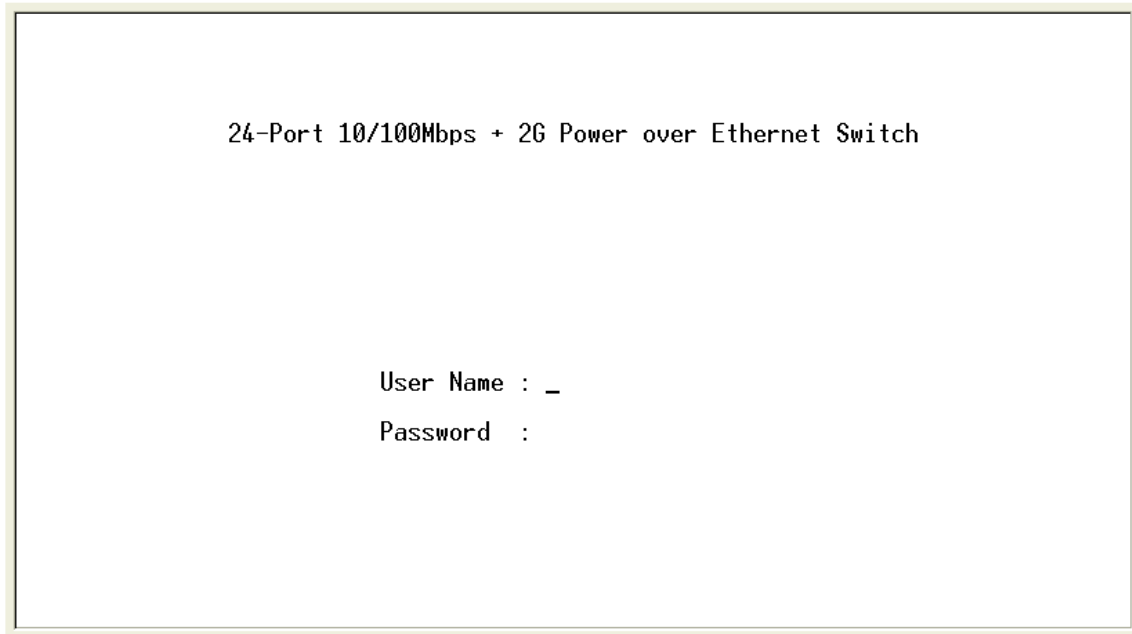 24-Port 10/100Mbps + 2G Power over Ethernet Switch
User Name : _
Password  :